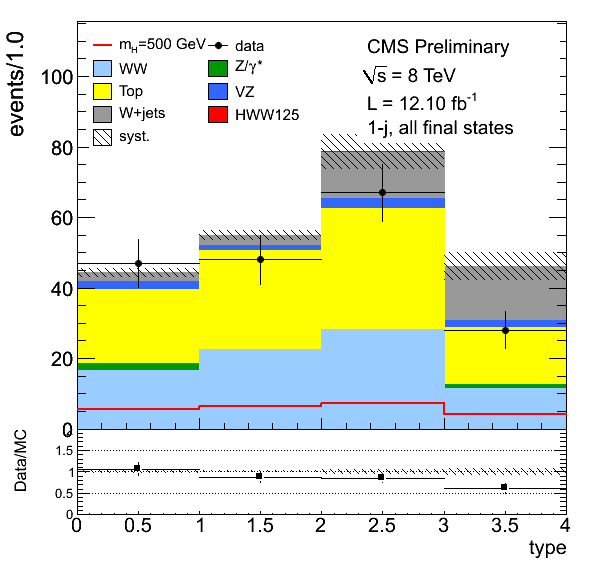 events/1.0
100
80
60
40
20
0
m_H=500 GeV
data
WW
Z/γ*
Top
VZ
W+jets
HWW125
syst.
CMS Preliminary
√s = 8 TeV
L = 12.10 fb⁻¹
1-j, all final states
Data/MC
2
1.5
1
0.5
0
0 0.5 1 1.5 2 2.5 3 3.5 4
type